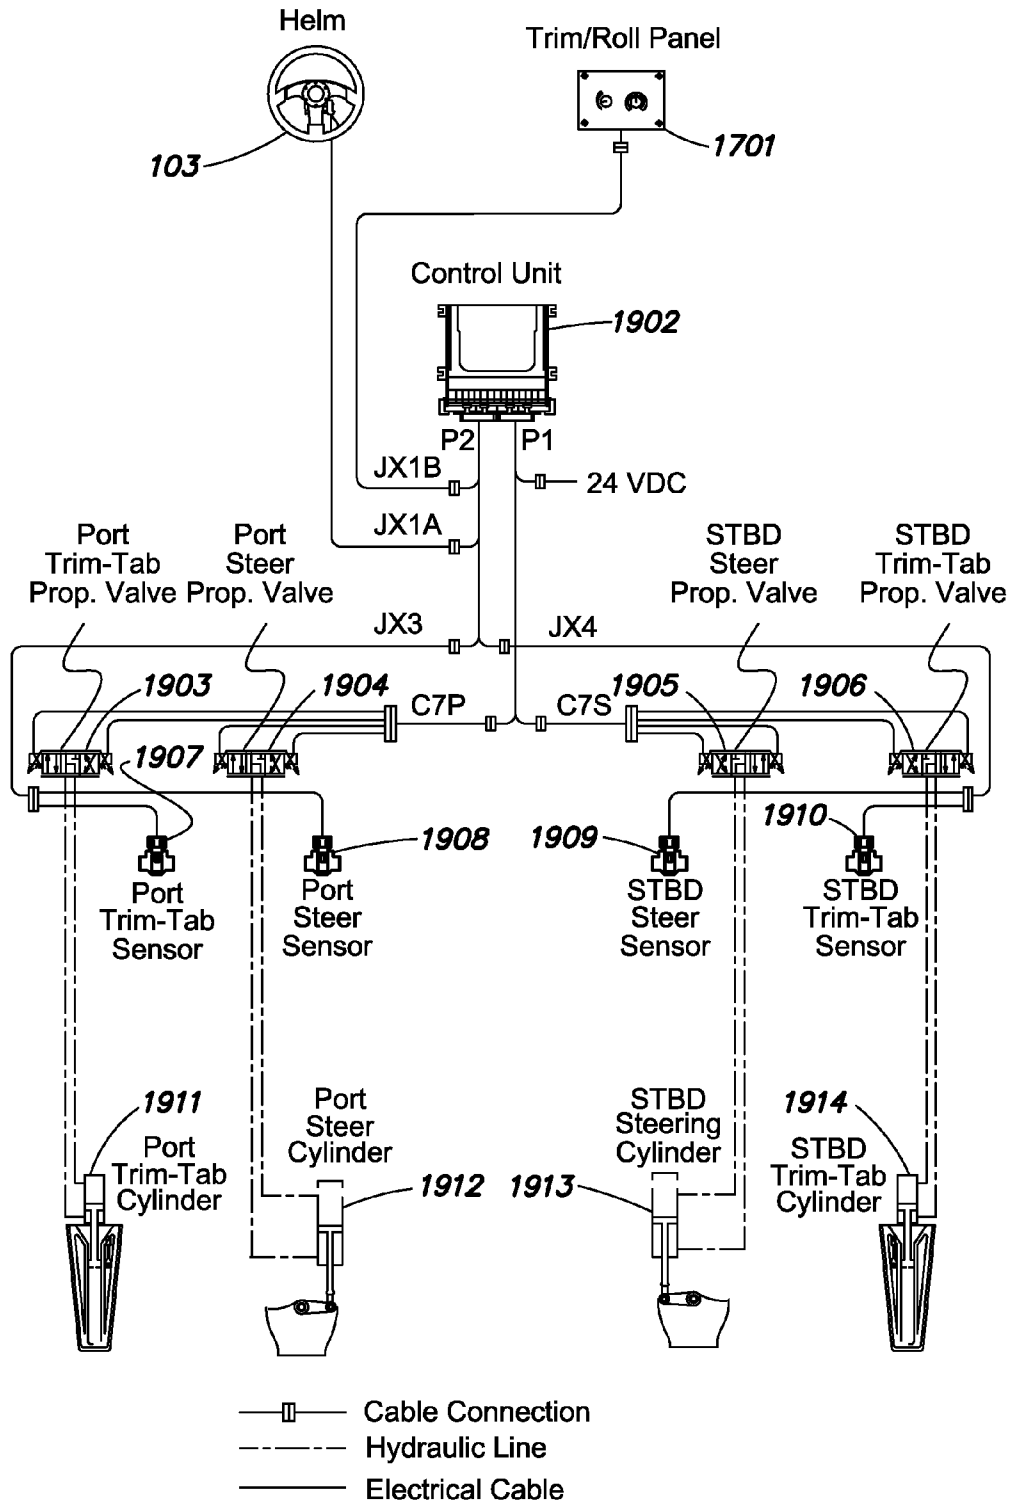 Helm
Trim/Roll Panel
103
1701
Control Unit
1902
P2
P1
JX1B
24 VDC
JX1A
Port
Trim-Tab
Prop. Valve
Port
Steer
Prop. Valve
STBD
Steer
Prop. Valve
STBD
Trim-Tab
Prop. Valve
JX3
JX4
1903
1904
C7P
C7S
1905
1906
1907
1908
1909
1910
Port
Trim-Tab
Sensor
Port
Steer
Sensor
STBD
Steer
Sensor
STBD
Trim-Tab
Sensor
1911
Port
Trim-Tab
Cylinder
Port
Steer
Cylinder
1912
STBD
Steering
Cylinder
1913
1914
STBD
Trim-Tab
Cylinder
Cable Connection
Hydraulic Line
Electrical Cable